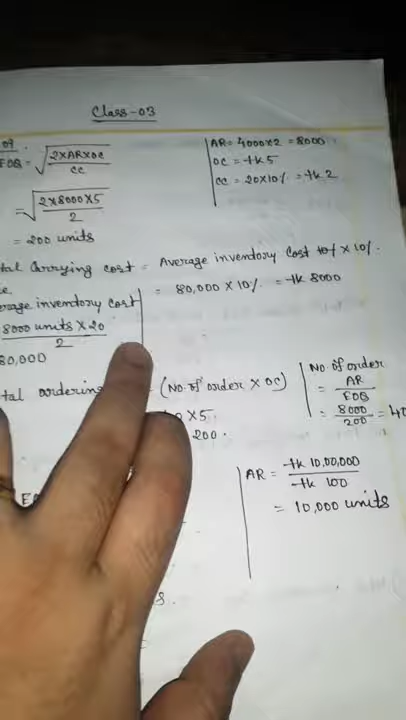 Class-03
09
EOQ = √2×AR×OC / CC
= √2×8000×5 / 2
= 200 units
AR = 4000×2 = 8000
OC = tk 5
CC = 20×10% = tk 2
tal Carrying cost = Average inventory cost × 10%.
= 80,000 × 10% = tk 8000
erage inventory cost
8000 units × 20 / 2
80,000
tal ordering (No. of order × OC)
×5
200.
No. of order
= AR / EOQ
= 8000 / 200 = 40
AR = tk 10,00,000 / tk 100
= 10,000 units
s.